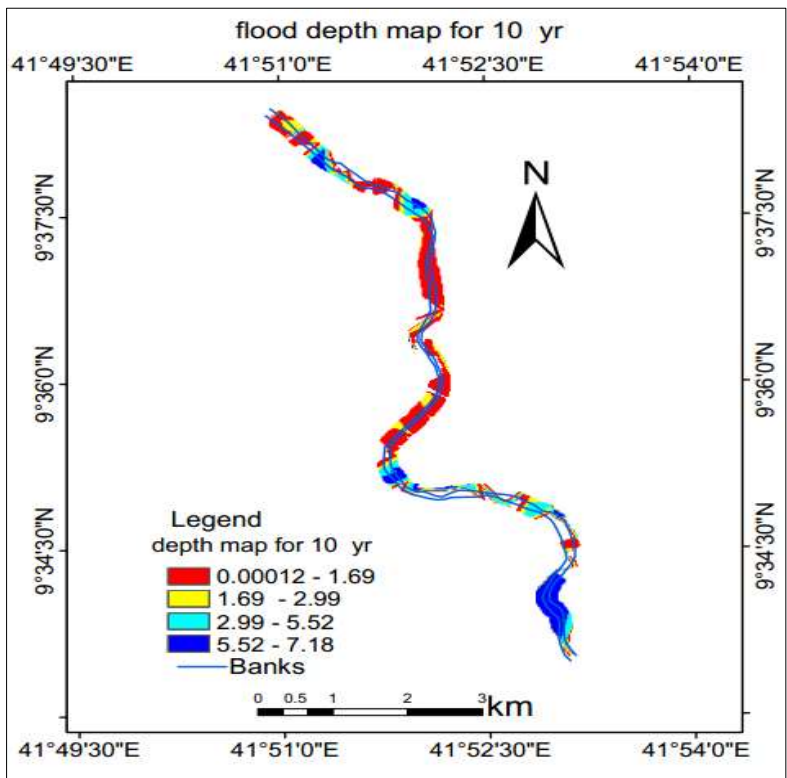 flood depth map for 10 yr
41°49'30"E 41°51'0"E 41°52'30"E 41°54'0"E
N
9°37'30"N 9°37'30"N
9°36'0"N 9°36'0"N
9°34'30"N 9°34'30"N
Legend
depth map for 10 yr
0.00012 - 1.69
1.69 - 2.99
2.99 - 5.52
5.52 - 7.18
Banks
0 0.5 1 2 3 km
41°49'30"E 41°51'0"E 41°52'30"E 41°54'0"E